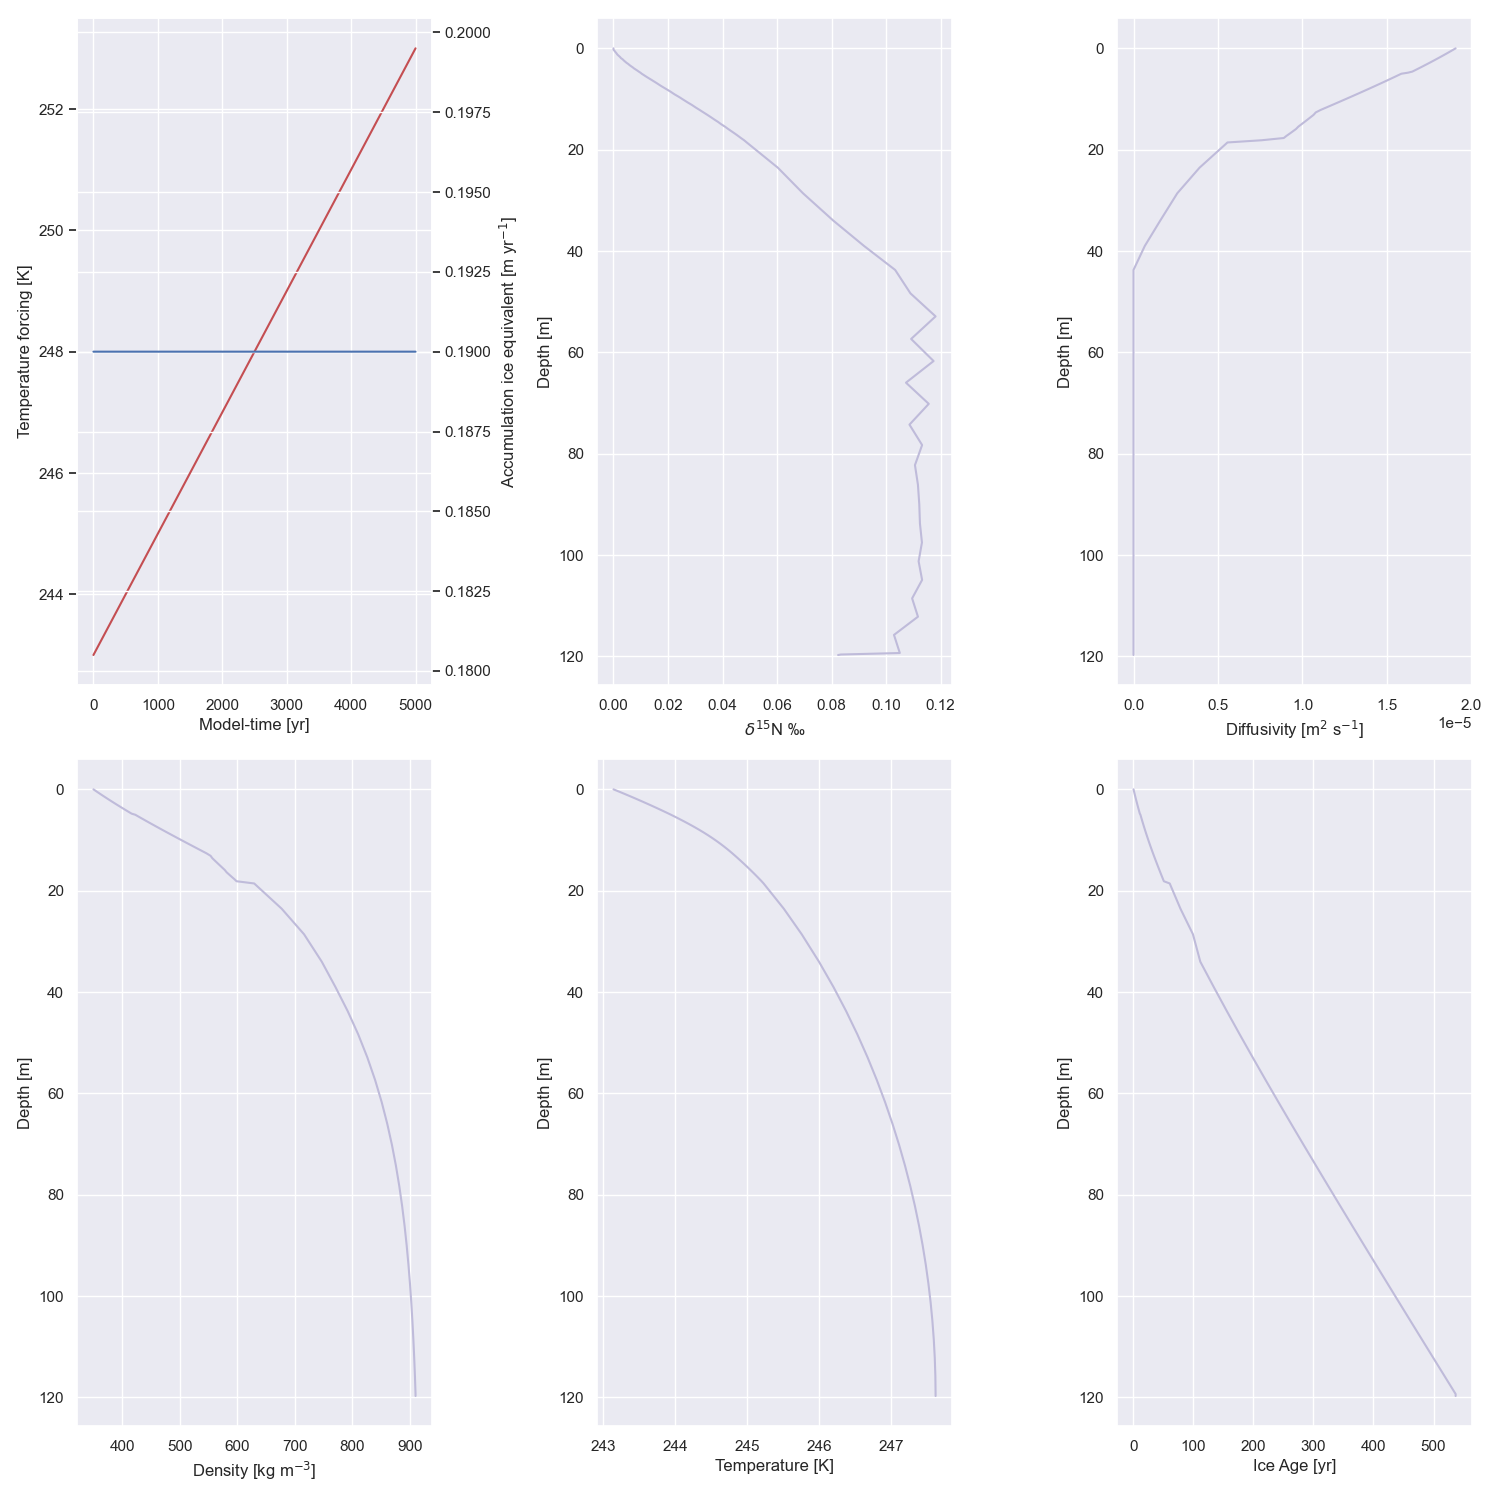 252
250
248
246
244
Temperature forcing [K]
0 1000 2000 3000 4000 5000
Model-time [yr]
0.2000
0.1975
0.1950
0.1925
0.1900
0.1875
0.1850
0.1825
0.1800
Accumulation ice equivalent [m yr⁻¹]
0
20
40
60
80
100
120
Depth [m]
0.00 0.02 0.04 0.06 0.08 0.10 0.12
δ¹⁵N ‰
0
20
40
60
80
100
120
Depth [m]
0.0 0.5 1.0 1.5 2.0
1e−5
Diffusivity [m² s⁻¹]
0
20
40
60
80
100
120
Depth [m]
400 500 600 700 800 900
Density [kg m⁻³]
0
20
40
60
80
100
120
Depth [m]
243 244 245 246 247
Temperature [K]
0
20
40
60
80
100
120
Depth [m]
0 100 200 300 400 500
Ice Age [yr]